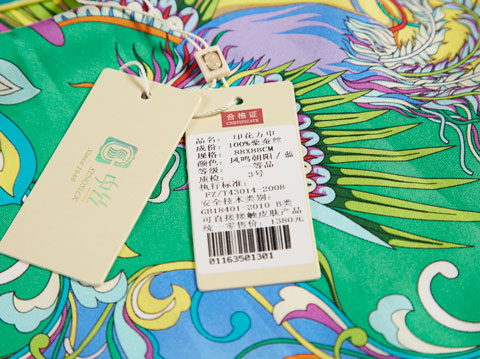 合格证
CERTIFICATE
品名: 印花方巾
成份: 100%桑蚕丝
规格: 88X88CM
颜色: 凤鸣朝阳/蓝
等级: 一等品
质检: 3号
执行标准:
FZ/T43014-2008
安全技术类别:
GB18401-2010 B类
可直接接触皮肤产品
统一零售价: 1380元
01163501301